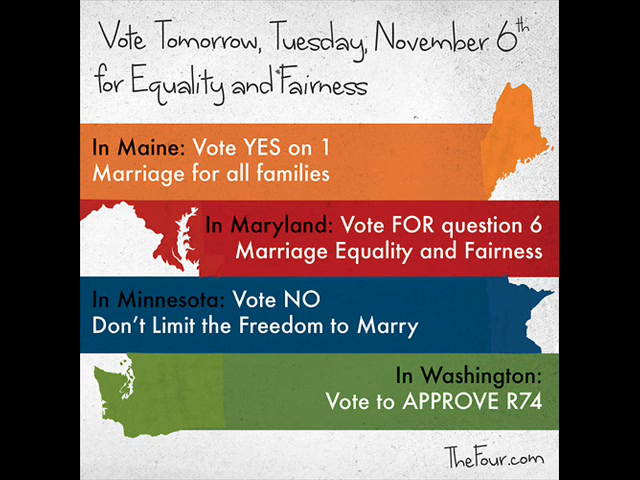 Vote Tomorrow, Tuesday, November 6th
for Equality and Fairness
In Maine: Vote YES on 1
Marriage for all families
In Maryland: Vote FOR question 6
Marriage Equality and Fairness
In Minnesota: Vote NO
Don't Limit the Freedom to Marry
In Washington:
Vote to APPROVE R74
TheFour.com